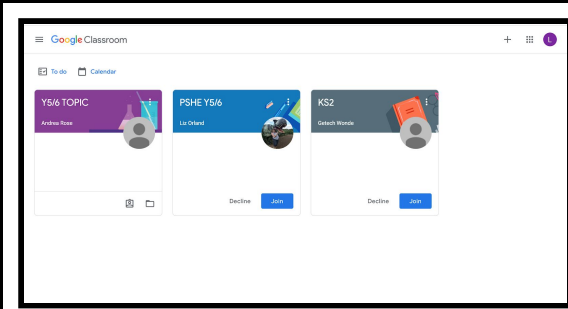 Google Classroom
L
To do Calendar
Y5/6 TOPIC
Andrea Rose
PSHE Y5/6
Liz Orland
KS2
Getech Wonde
Decline Join
Decline Join